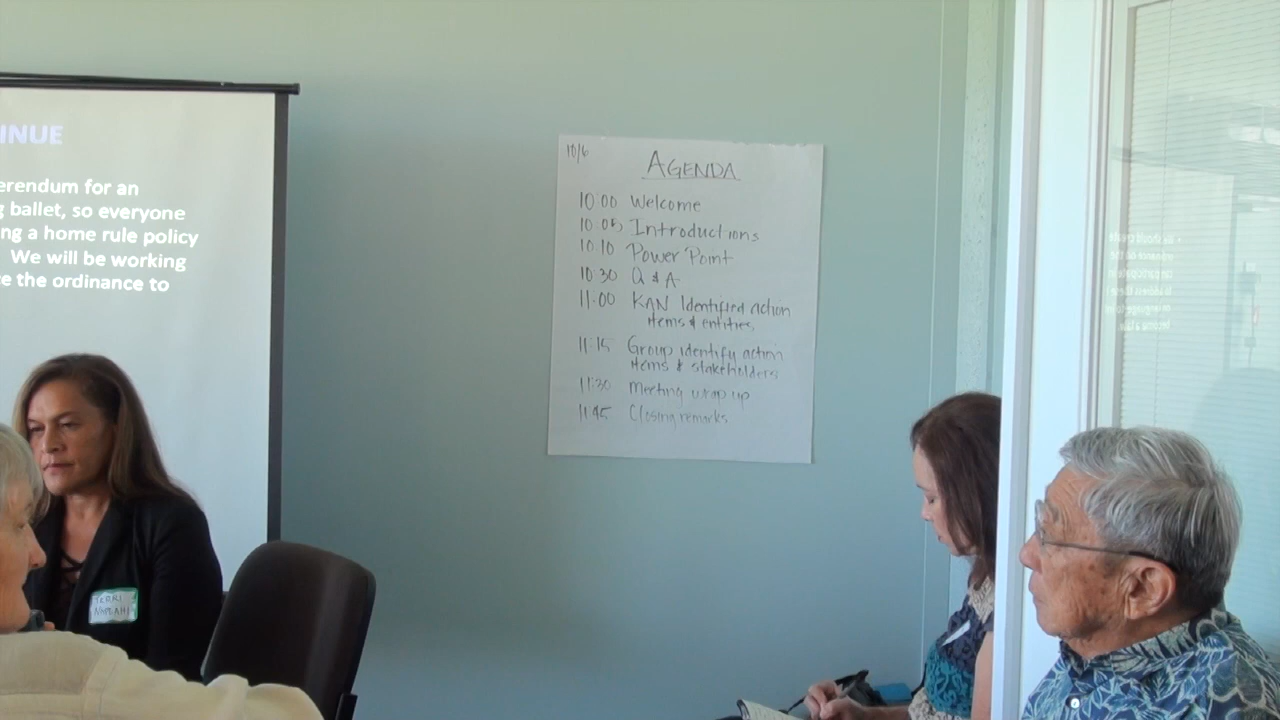 INUE
erendum for an
g ballet, so everyone
ng a home rule policy
We will be working
e the ordinance to
10/6
AGENDA
10:00 Welcome
10:05 Introductions
10:10 Power Point
10:30 Q & A
11:00 KAN Identified action
items & entities
11:15 Group identify action
items & stakeholders
11:30 Meeting wrap up
11:45 Closing remarks